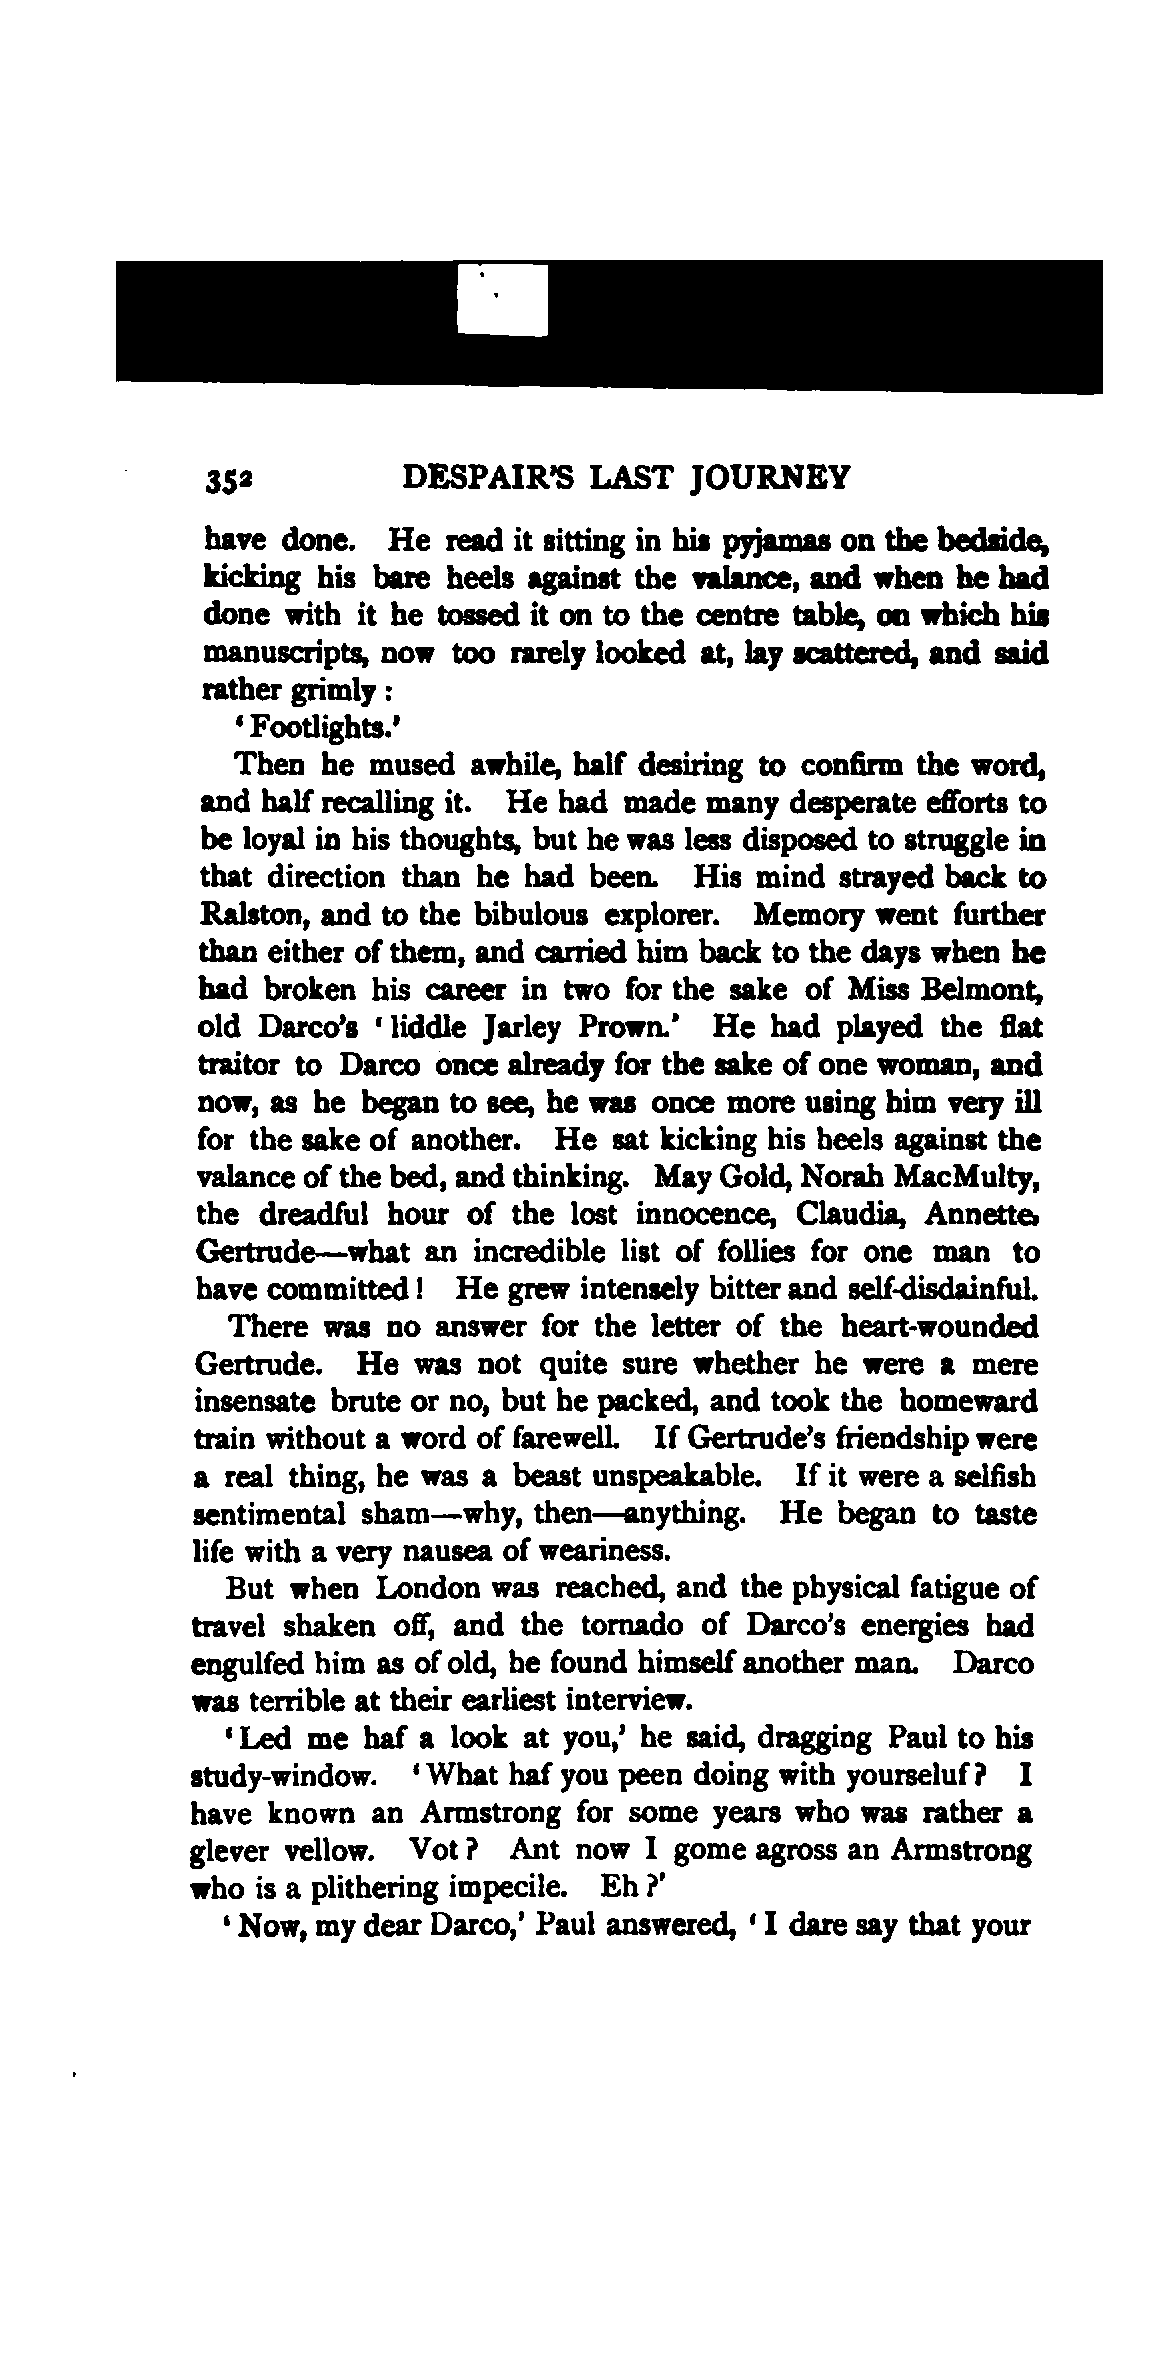 352 DESPAIR'S LAST JOURNEY
have done. He read it sitting in his pyjamas on the bedside,
kicking his bare heels against the valance, and when he had
done with it he tossed it on to the centre table, on which his
manuscripts, now too rarely looked at, lay scattered, and said
rather grimly :
‘ Footlights.’
Then he mused awhile, half desiring to confirm the word,
and half recalling it. He had made many desperate efforts to
be loyal in his thoughts, but he was less disposed to struggle in
that direction than he had been. His mind strayed back to
Ralston, and to the bibulous explorer. Memory went further
than either of them, and carried him back to the days when he
had broken his career in two for the sake of Miss Belmont,
old Darco's ‘ liddle Jarley Prown.’ He had played the flat
traitor to Darco once already for the sake of one woman, and
now, as he began to see, he was once more using him very ill
for the sake of another. He sat kicking his heels against the
valance of the bed, and thinking. May Gold, Norah MacMulty,
the dreadful hour of the lost innocence, Claudia, Annette,
Gertrude—what an incredible list of follies for one man to
have committed ! He grew intensely bitter and self-disdainful.
There was no answer for the letter of the heart-wounded
Gertrude. He was not quite sure whether he were a mere
insensate brute or no, but he packed, and took the homeward
train without a word of farewell. If Gertrude's friendship were
a real thing, he was a beast unspeakable. If it were a selfish
sentimental sham—why, then—anything. He began to taste
life with a very nausea of weariness.
But when London was reached, and the physical fatigue of
travel shaken off, and the tornado of Darco's energies had
engulfed him as of old, he found himself another man. Darco
was terrible at their earliest interview.
‘ Led me haf a look at you,’ he said, dragging Paul to his
study-window. ‘ What haf you peen doing with yourseluf ? I
have known an Armstrong for some years who was rather a
glever vellow. Vot ? Ant now I gome agross an Armstrong
who is a plithering impecile. Eh ?’
‘ Now, my dear Darco,’ Paul answered, ‘ I dare say that your